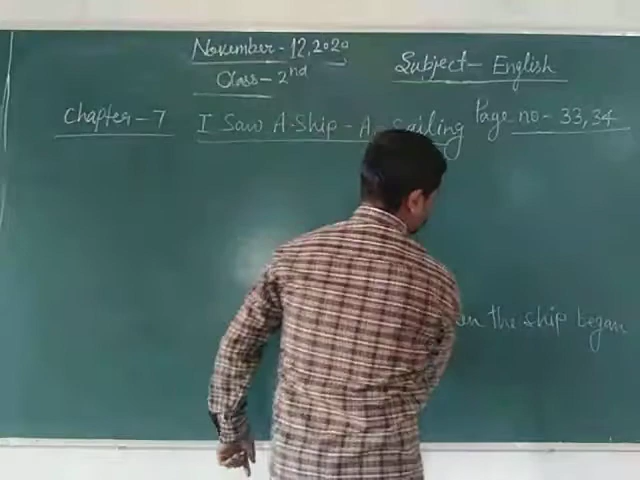 November - 12, 2020
Class - 2nd
Subject - English
Chapter - 7 I Saw A-Ship - A- Sailing Page no - 33, 34
the ship began